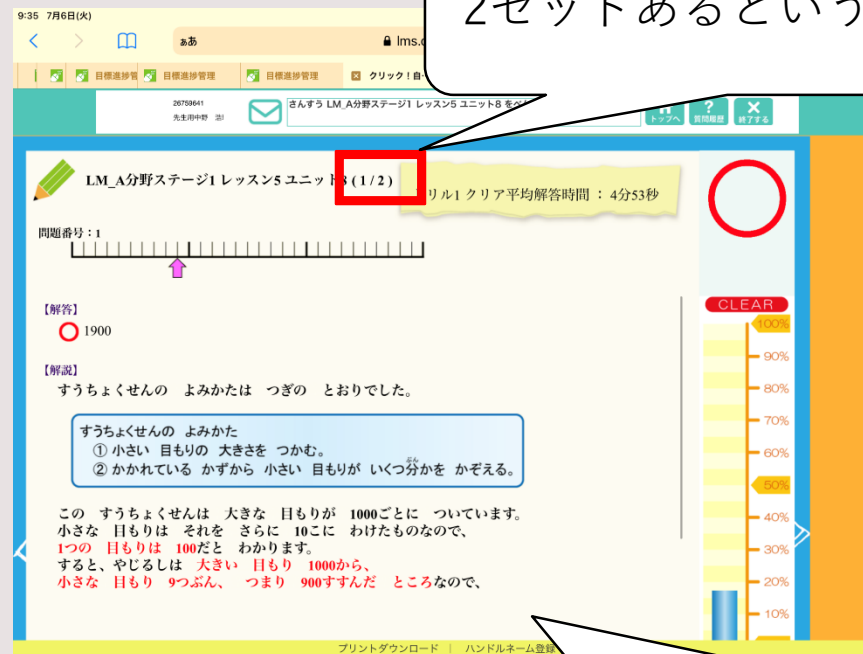 2セットあるという
9:35 7月6日(火)
ぁあ
lms.
目標進捗管
目標進捗管理
目標進捗管理
クリック！自
26759641
先生用中野
さんすう LM_A分野ステージ1 レッスン5 ユニット8 を
トップへ
質問履歴
終了する
LM_A分野ステージ1 レッスン5 ユニット8 ( 1 / 2 )
リル1 クリア平均解答時間 ： 4分53秒
問題番号：1
【解答】
1900
【解説】
すうちょくせんの よみかたは つぎの とおりでした。
すうちょくせんの よみかた
① 小さい 目もりの 大きさを つかむ。
② かかれている かずから 小さい 目もりが いくつ分かを かぞえる。
ぶん
この すうちょくせんは 大きな 目もりが 1000ごとに ついています。
小さな 目もりは それを さらに 10こに わけたものなので、
1つの 目もりは 100だと わかります。
すると、やじるしは 大きい 目もり 1000から、
小さな 目もり 9つぶん、 つまり 900すすんだ ところなので、
CLEAR
100%
90%
80%
70%
60%
50%
40%
30%
20%
10%
プリントダウンロード | ハンドルネーム登録